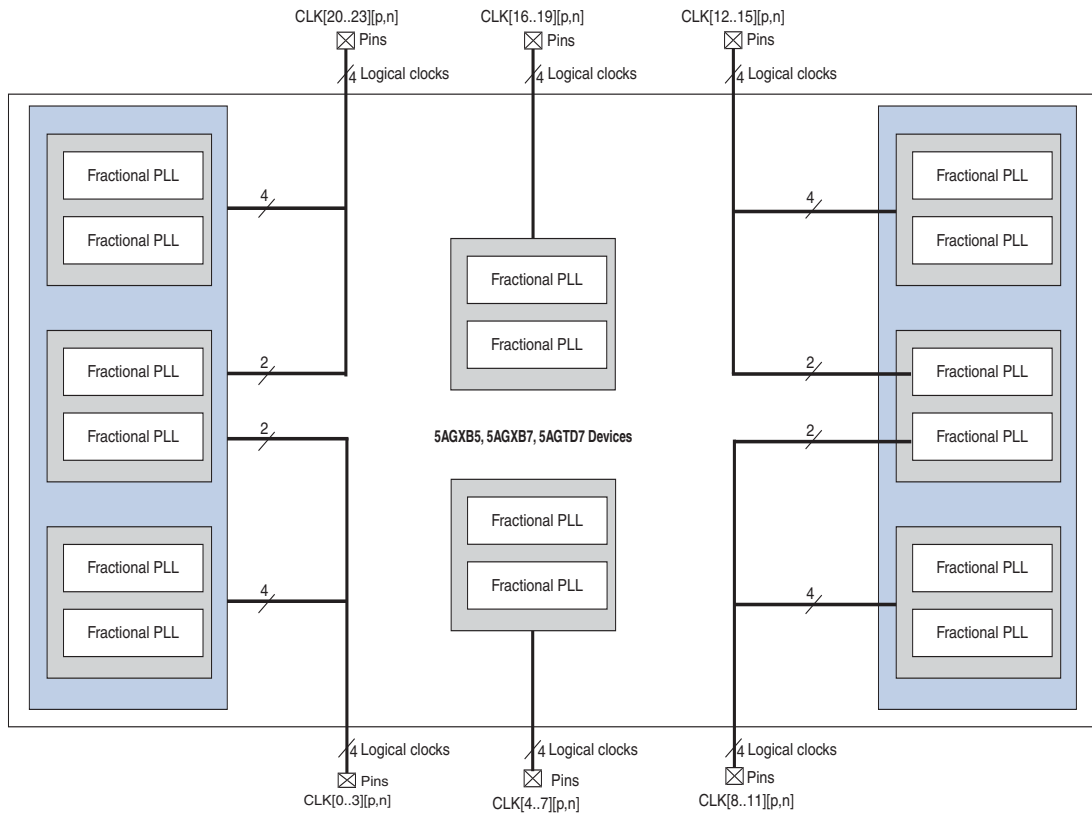 CLK[20..23][p,n]
CLK[16..19][p,n]
CLK[12..15][p,n]
Pins
Pins
Pins
4 Logical clocks
4 Logical clocks
4 Logical clocks
Fractional PLL
Fractional PLL
4
4
Fractional PLL
Fractional PLL
Fractional PLL
Fractional PLL
Fractional PLL
Fractional PLL
2
2
2
2
Fractional PLL
Fractional PLL
5AGXB5, 5AGXB7, 5AGTD7 Devices
Fractional PLL
Fractional PLL
Fractional PLL
Fractional PLL
4
4
Fractional PLL
Fractional PLL
Fractional PLL
Fractional PLL
4 Logical clocks
4 Logical clocks
4 Logical clocks
Pins
Pins
Pins
CLK[0..3][p,n]
CLK[4..7][p,n]
CLK[8..11][p,n]